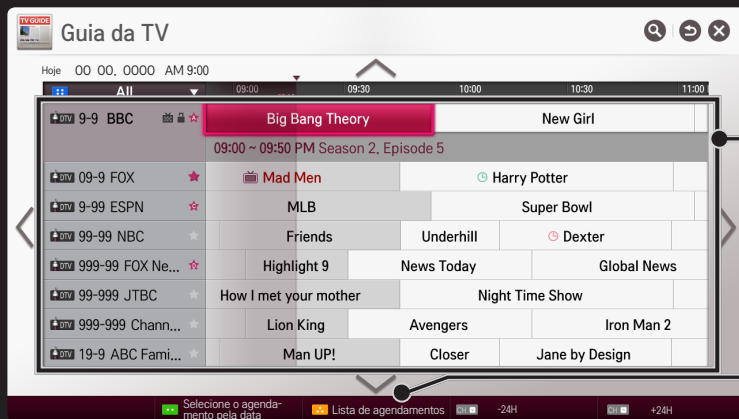 TV GUIDE
Guia da TV
Hoje 00 00. 0000 AM 9:00
All 09:00 09:30 10:00 10:30 11:00
DTV 9-9 BBC Big Bang Theory New Girl
09:00 ~ 09:50 PM Season 2, Episode 5
DTV 09-9 FOX Mad Men Harry Potter
DTV 9-99 ESPN MLB Super Bowl
DTV 99-99 NBC Friends Underhill Dexter
DTV 999-99 FOX Ne... Highlight 9 News Today Global News
DTV 99-999 JTBC How I met your mother Night Time Show
DTV 999-999 Chann... Lion King Avengers Iron Man 2
DTV 19-9 ABC Fami... Man UP! Closer Jane by Design
Selecione o agenda-
mento pela data
Lista de agendamentos CH -24H CH +24H